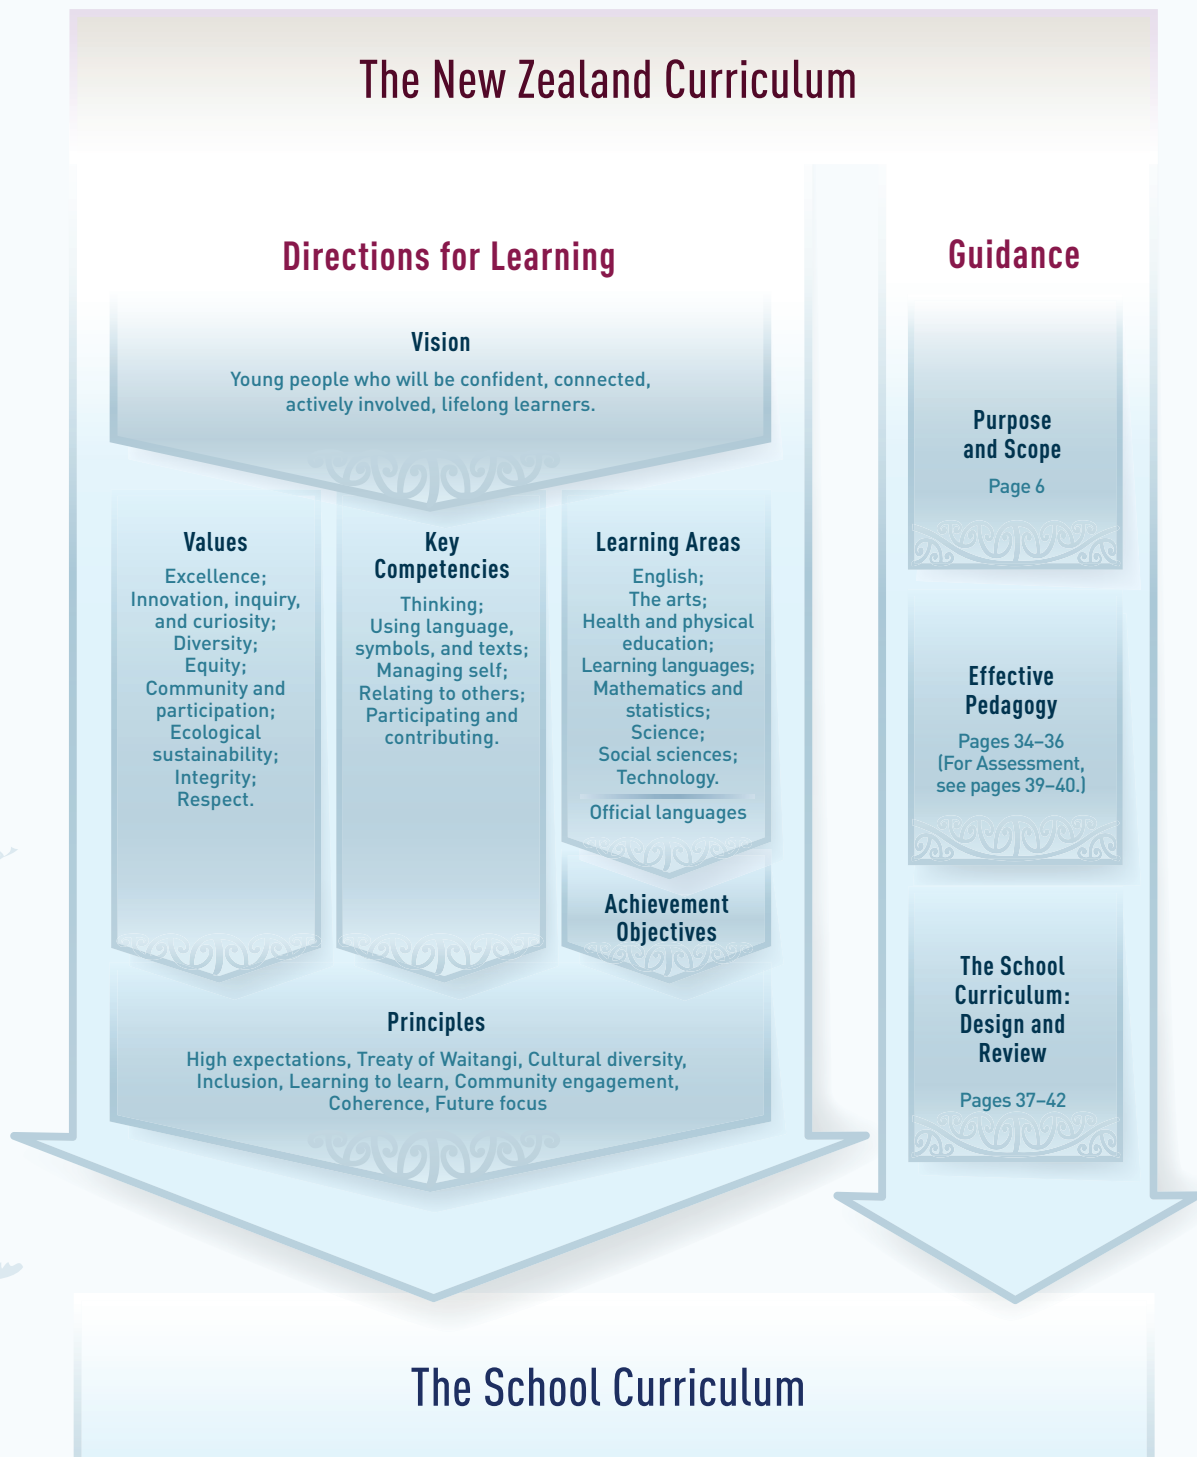 The New Zealand Curriculum
Directions for Learning
Vision
Young people who will be confident, connected,
actively involved, lifelong learners.
Values
Excellence;
Innovation, inquiry,
and curiosity;
Diversity;
Equity;
Community and
participation;
Ecological
sustainability;
Integrity;
Respect.
Key
Competencies
Thinking;
Using language,
symbols, and texts;
Managing self;
Relating to others;
Participating and
contributing.
Learning Areas
English;
The arts;
Health and physical
education;
Learning languages;
Mathematics and
statistics;
Science;
Social sciences;
Technology.
Official languages
Achievement
Objectives
Principles
High expectations, Treaty of Waitangi, Cultural diversity,
Inclusion, Learning to learn, Community engagement,
Coherence, Future focus
Guidance
Purpose
and Scope
Page 6
Effective
Pedagogy
Pages 34–36
(For Assessment,
see pages 39–40.)
The School
Curriculum:
Design and
Review
Pages 37–42
The School Curriculum